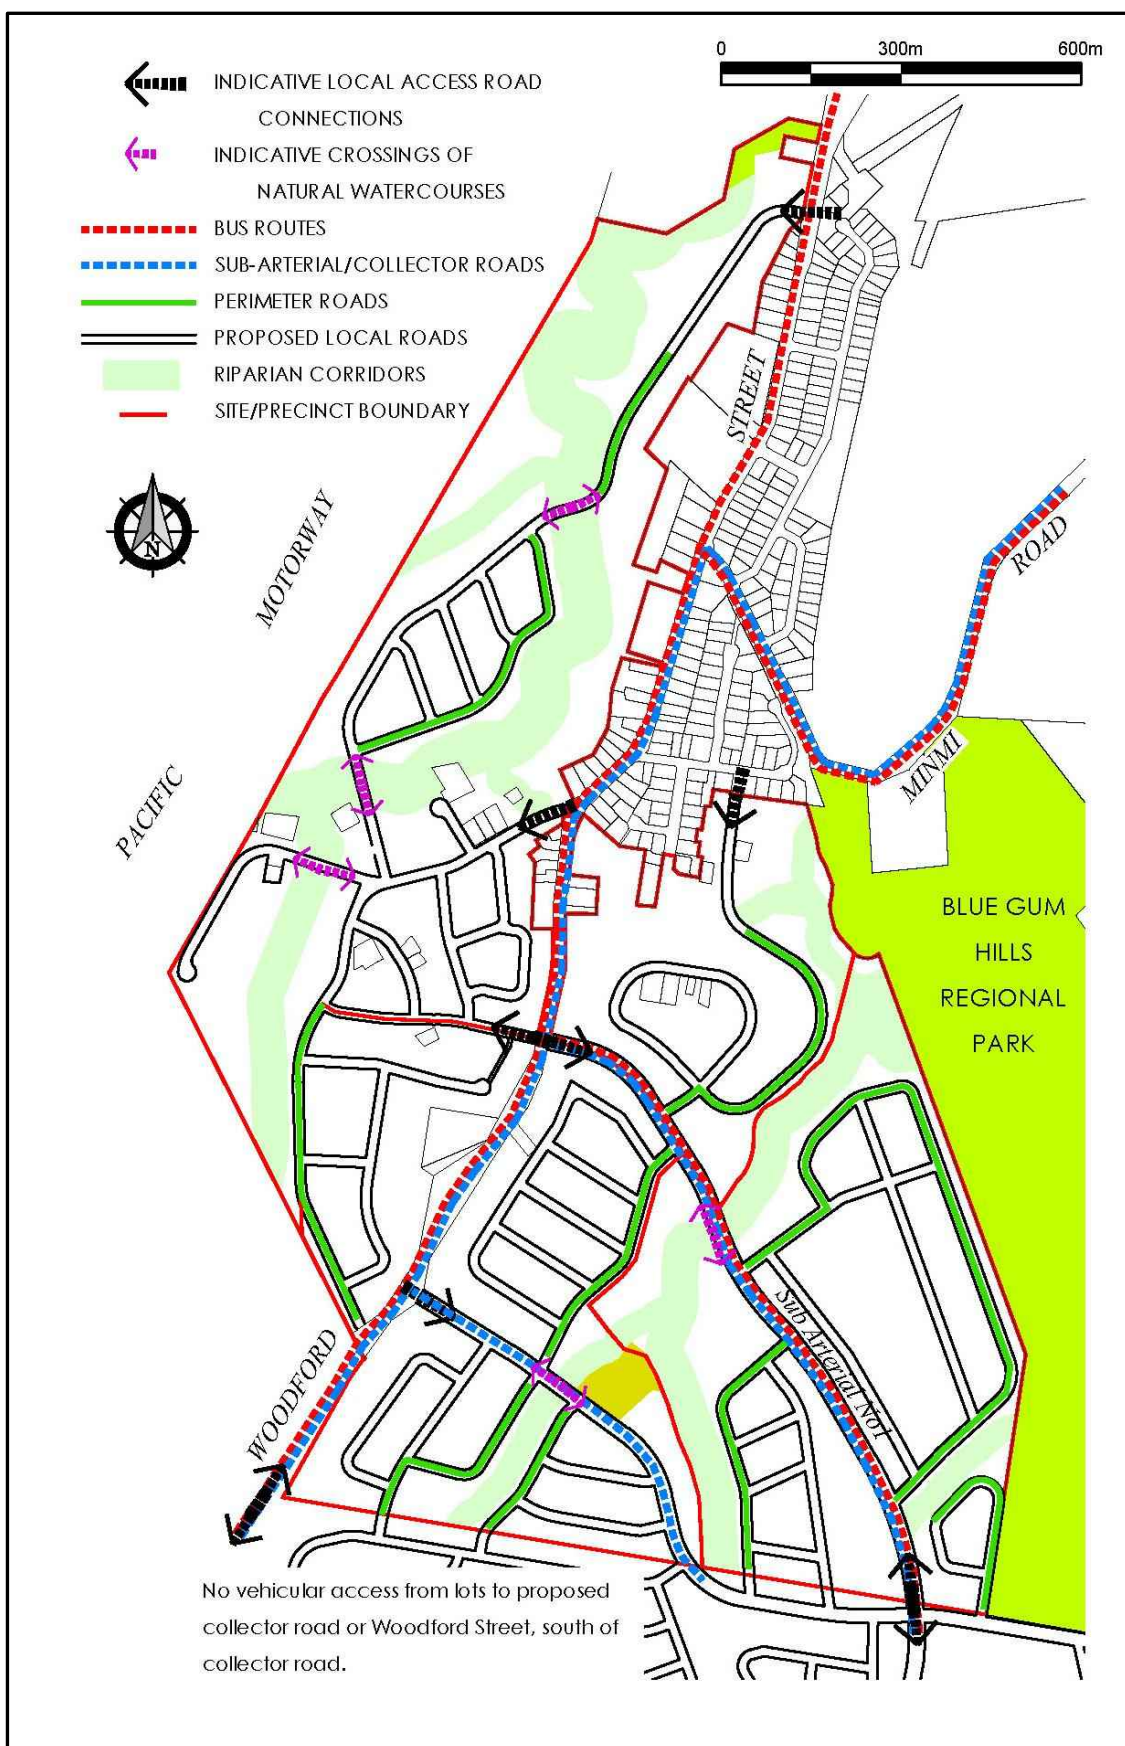 0 300m 600m
INDICATIVE LOCAL ACCESS ROAD
CONNECTIONS
INDICATIVE CROSSINGS OF
NATURAL WATERCOURSES
BUS ROUTES
SUB-ARTERIAL/COLLECTOR ROADS
PERIMETER ROADS
PROPOSED LOCAL ROADS
RIPARIAN CORRIDORS
SITE/PRECINCT BOUNDARY
N
STREET
MOTORWAY
ROAD
MINMI
PACIFIC
BLUE GUM
HILLS
REGIONAL
PARK
WOODFORD
Sub Arterial No1
No vehicular access from lots to proposed
collector road or Woodford Street, south of
collector road.